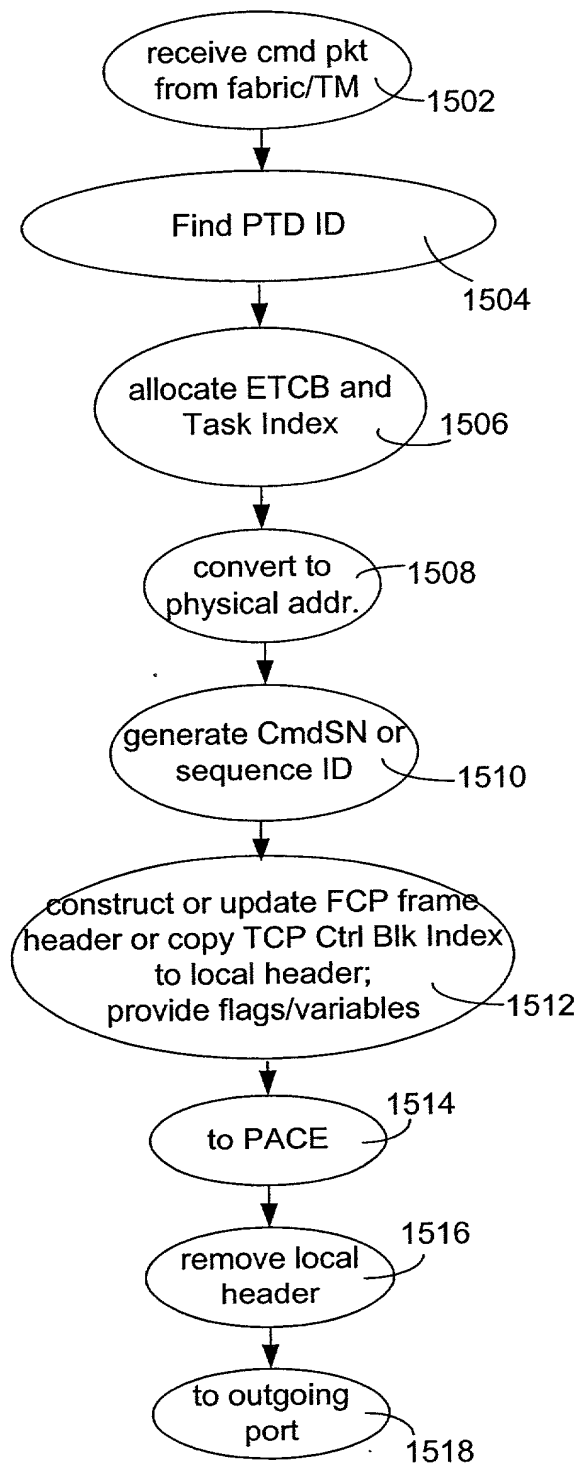 receive cmd pkt
from fabric/TM
1502
Find PTD ID
1504
allocate ETCB and
Task Index
1506
convert to
physical addr.
1508
generate CmdSN or
sequence ID
1510
construct or update FCP frame
header or copy TCP Ctrl Blk Index
to local header;
provide flags/variables
1512
to PACE
1514
remove local
header
1516
to outgoing
port
1518